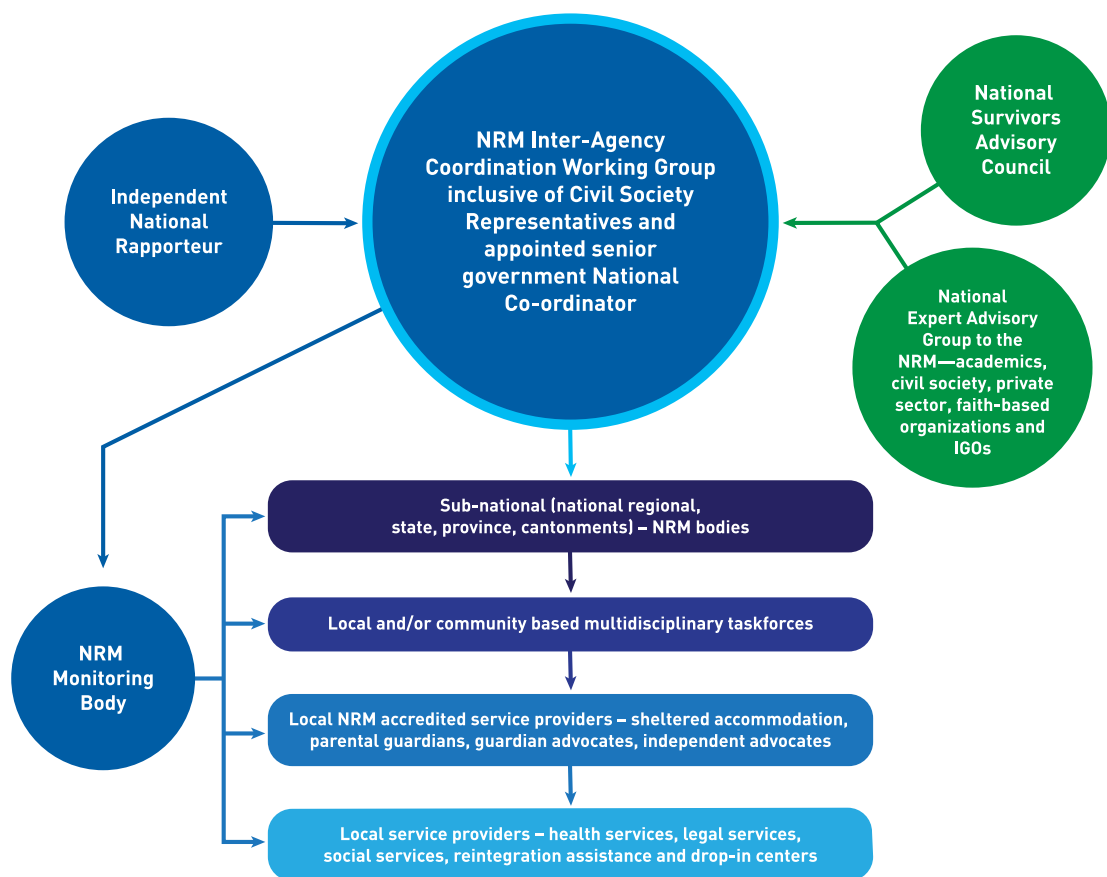 NRM Inter-Agency
Coordination Working Group
inclusive of Civil Society
Representatives and
appointed senior
government National
Co-ordinator
Independent
National
Rapporteur
National
Survivors
Advisory
Council
National
Expert Advisory
Group to the
NRM—academics,
civil society, private
sector, faith-based
organizations and
IGOs
Sub-national (national regional,
state, province, cantonments) – NRM bodies
Local and/or community based multidisciplinary taskforces
NRM
Monitoring
Body
Local NRM accredited service providers – sheltered accommodation,
parental guardians, guardian advocates, independent advocates
Local service providers – health services, legal services,
social services, reintegration assistance and drop-in centers